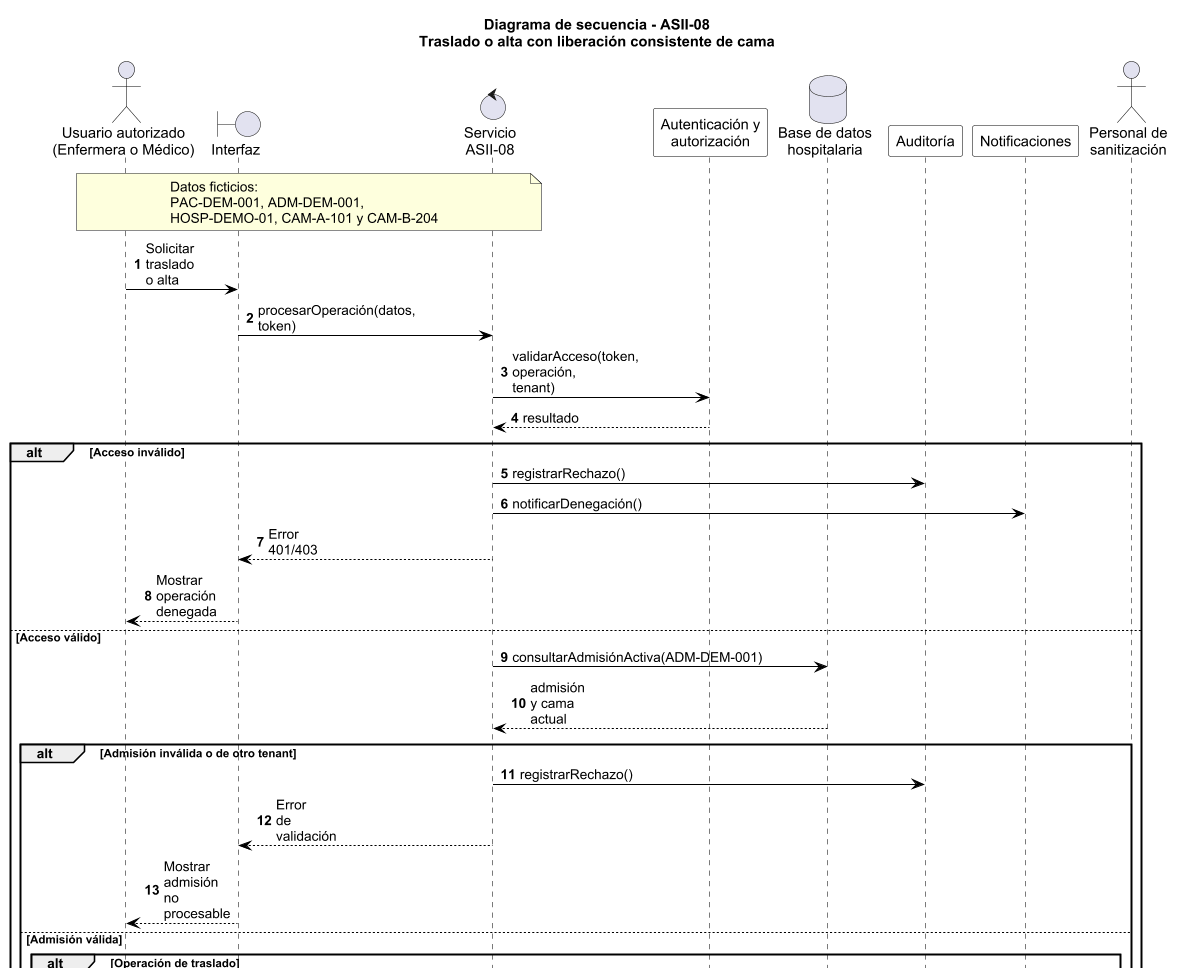 Diagrama de secuencia - ASII-08
Traslado o alta con liberación consistente de cama
Usuario autorizado
(Enfermera o Médico)
Interfaz
Servicio
ASII-08
Autenticación y
autorización
Base de datos
hospitalaria
Auditoría
Notificaciones
Personal de
sanitización
Datos ficticios:
PAC-DEM-001, ADM-DEM-001,
HOSP-DEMO-01, CAM-A-101 y CAM-B-204
1 Solicitar
traslado
o alta
2 procesarOperación(datos,
token)
3 validarAcceso(token,
operación,
tenant)
4 resultado
alt [Acceso inválido]
5 registrarRechazo()
6 notificarDenegación()
7 Error
401/403
8 Mostrar
operación
denegada
[Acceso válido]
9 consultarAdmisiónActiva(ADM-DEM-001)
10 admisión
y cama
actual
alt [Admisión inválida o de otro tenant]
11 registrarRechazo()
12 Error
de
validación
13 Mostrar
admisión
no
procesable
[Admisión válida]
alt [Operación de traslado]